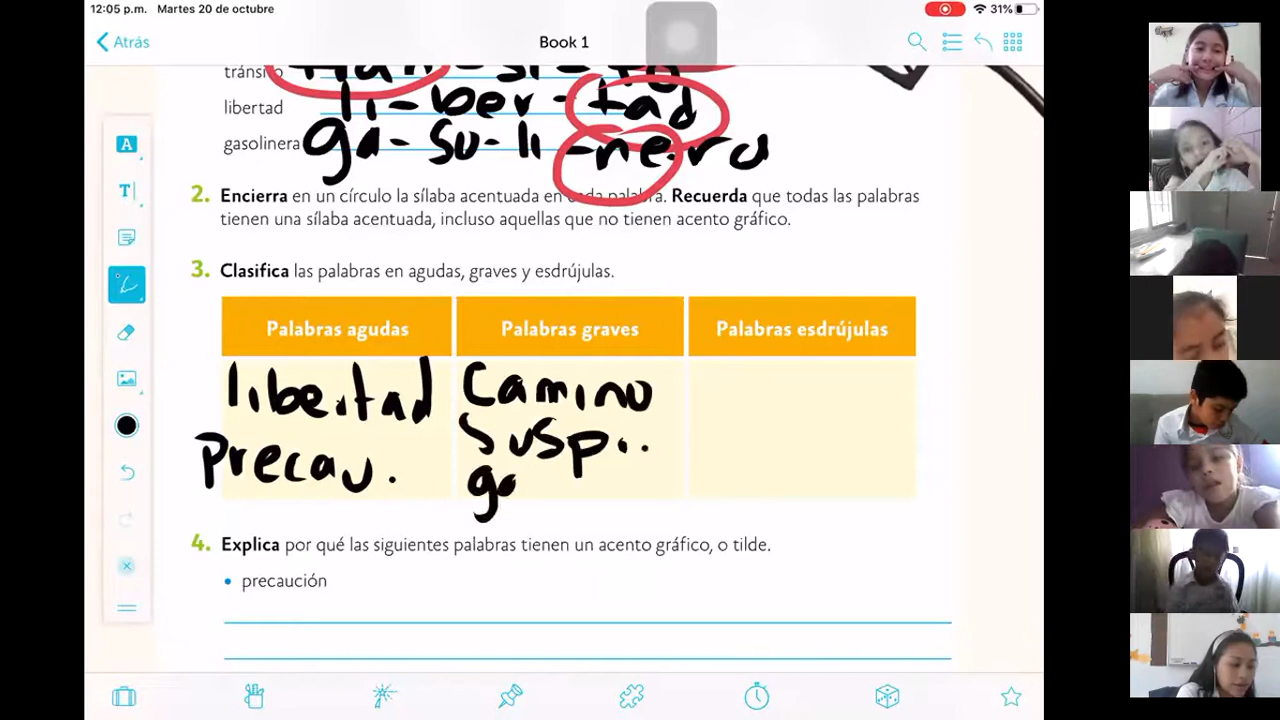 12:05 p.m. Martes 20 de octubre 31%
Atrás Book 1
tránsito
libertad li-ber-tad
gasolinera ga-so-li-nera
2. Encierra en un círculo la sílaba acentuada en cada palabra. Recuerda que todas las palabras
tienen una sílaba acentuada, incluso aquellas que no tienen acento gráfico.
3. Clasifica las palabras en agudas, graves y esdrújulas.
Palabras agudas Palabras graves Palabras esdrújulas
libertad Camino
precau. Suspi..
ga
4. Explica por qué las siguientes palabras tienen un acento gráfico, o tilde.
• precaución